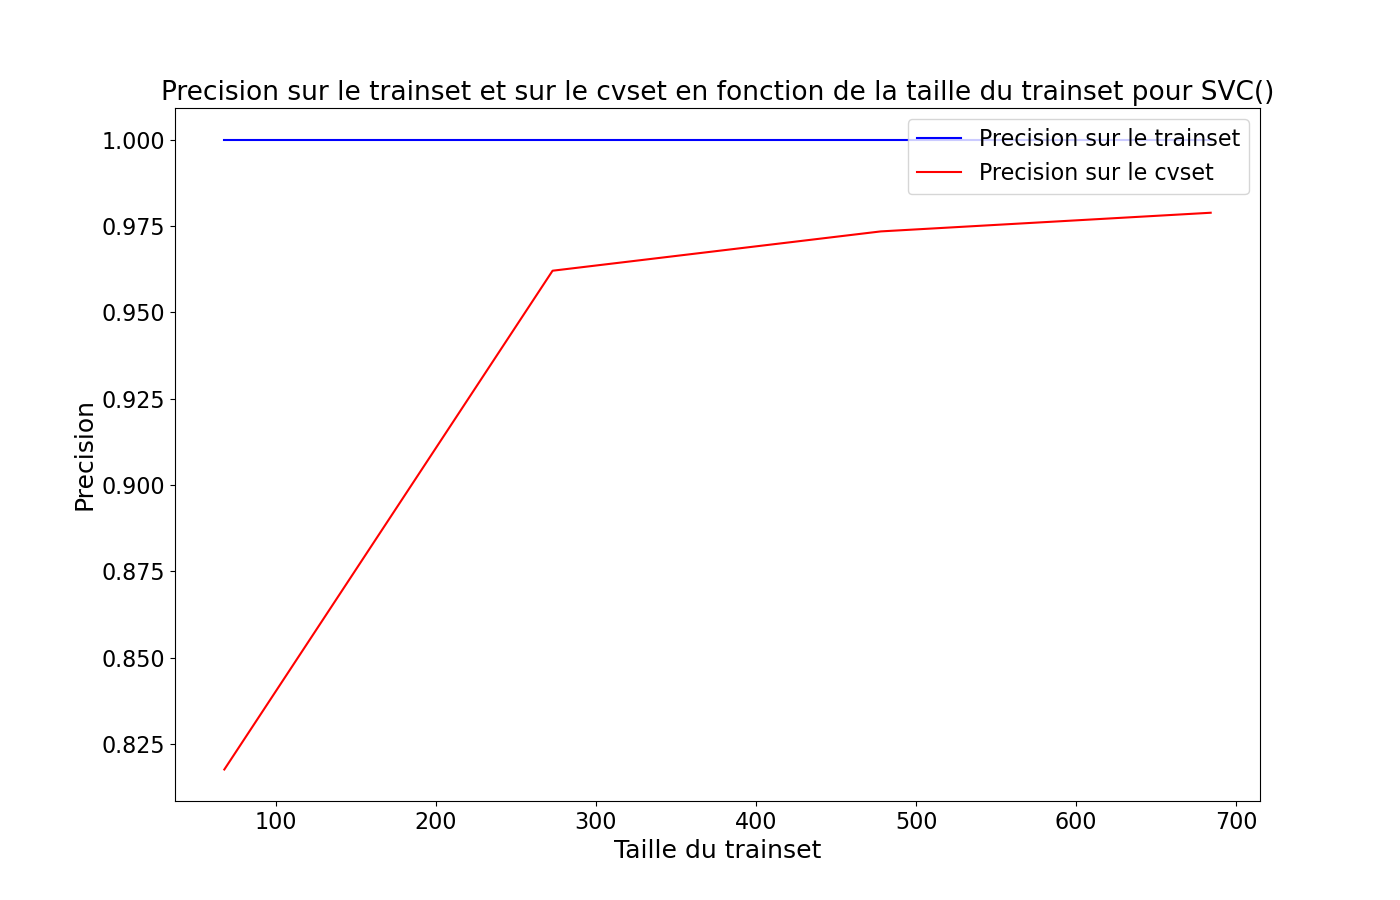 Precision sur le trainset et sur le cvset en fonction de la taille du trainset pour SVC()
1.000
0.975
0.950
0.925
0.900
0.875
0.850
0.825
Precision
Precision sur le trainset
Precision sur le cvset
100 200 300 400 500 600 700
Taille du trainset